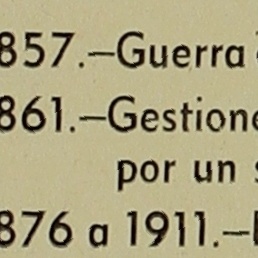 857.—Guerra
861.—Gestione
por un s
876 a 1911.—